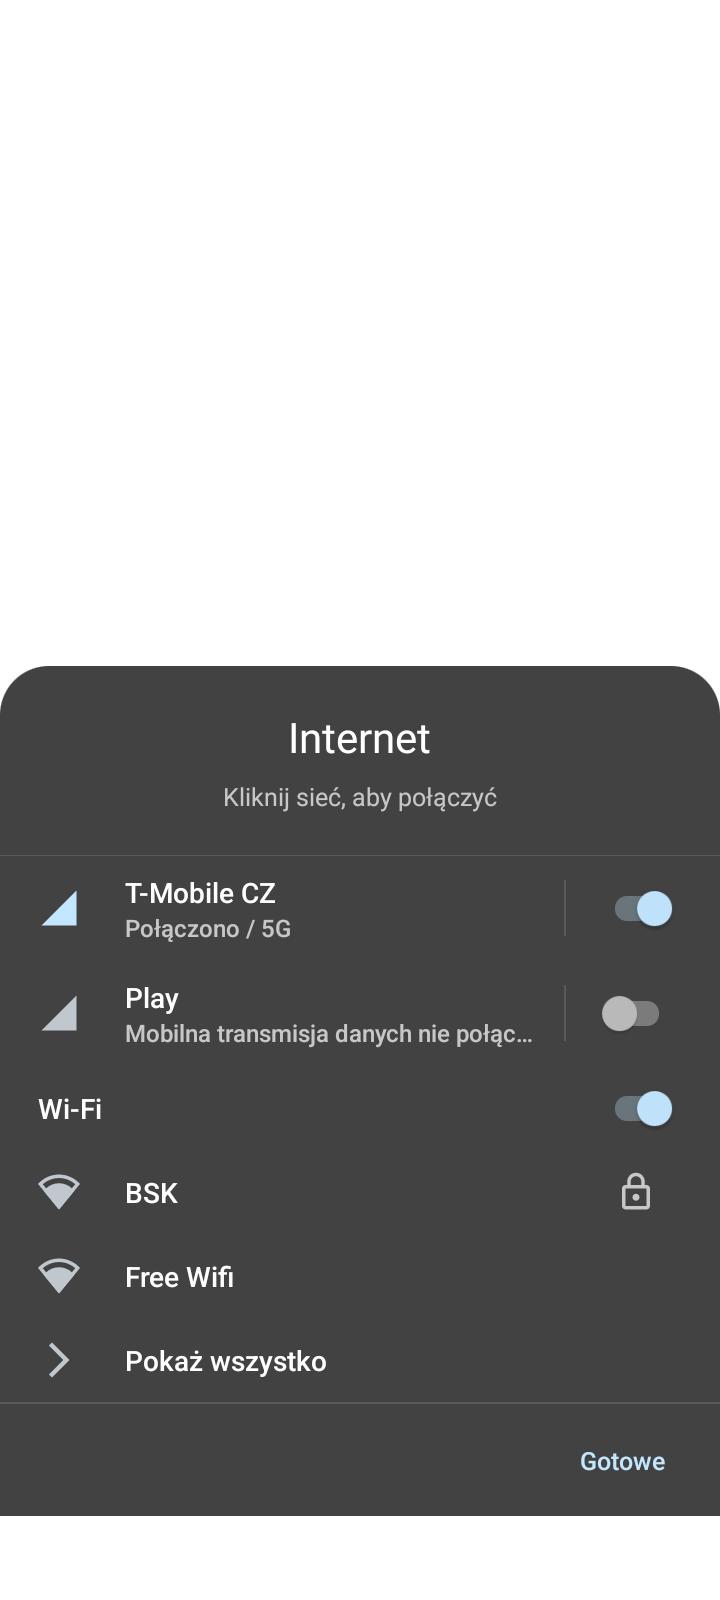 Internet
Kliknij sieć, aby połączyć
T-Mobile CZ
Połączono / 5G
Play
Mobilna transmisja danych nie połąc…
Wi-Fi
BSK
Free Wifi
Pokaż wszystko
Gotowe